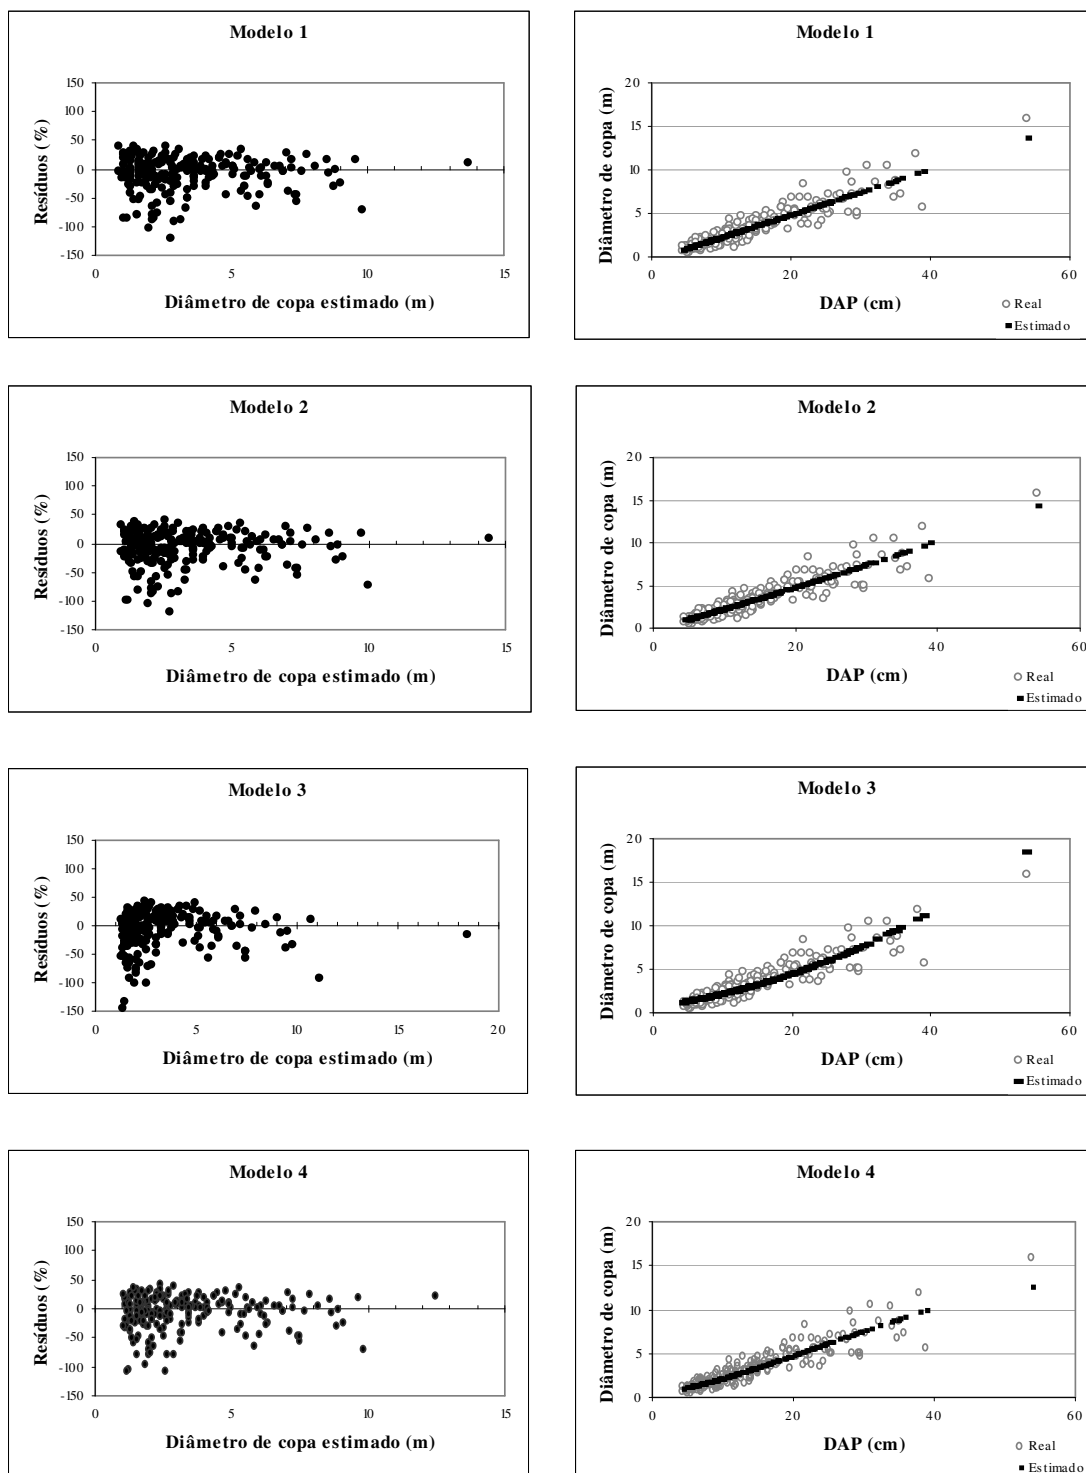 Modelo 1
150
100
50
0
-50
-100
-150
0
5
10
15
Resíduos (%)
Diâmetro de copa estimado (m)
Modelo 1
20
15
10
5
0
0
20
40
60
Diâmetro de copa (m)
DAP (cm)
Real
Estimado
Modelo 2
150
100
50
0
-50
-100
-150
0
5
10
15
Resíduos (%)
Diâmetro de copa estimado (m)
Modelo 2
20
15
10
5
0
0
20
40
60
Diâmetro de copa (m)
DAP (cm)
Real
Estimado
Modelo 3
150
100
50
0
-50
-100
-150
0
5
10
15
20
Resíduos (%)
Diâmetro de copa estimado (m)
Modelo 3
20
15
10
5
0
0
20
40
60
Diâmetro de copa (m)
DAP (cm)
Real
Estimado
Modelo 4
150
100
50
0
-50
-100
-150
0
5
10
15
Resíduos (%)
Diâmetro de copa estimado (m)
Modelo 4
20
15
10
5
0
0
20
40
60
Diâmetro de copa (m)
DAP (cm)
Real
Estimado